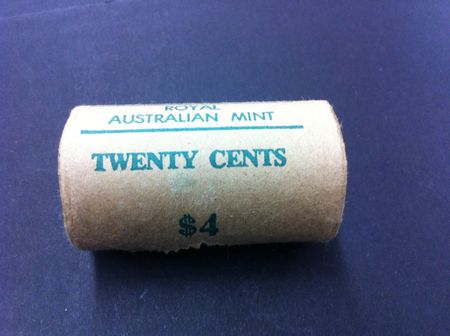 ROYAL
AUSTRALIAN MINT
TWENTY CENTS
$4